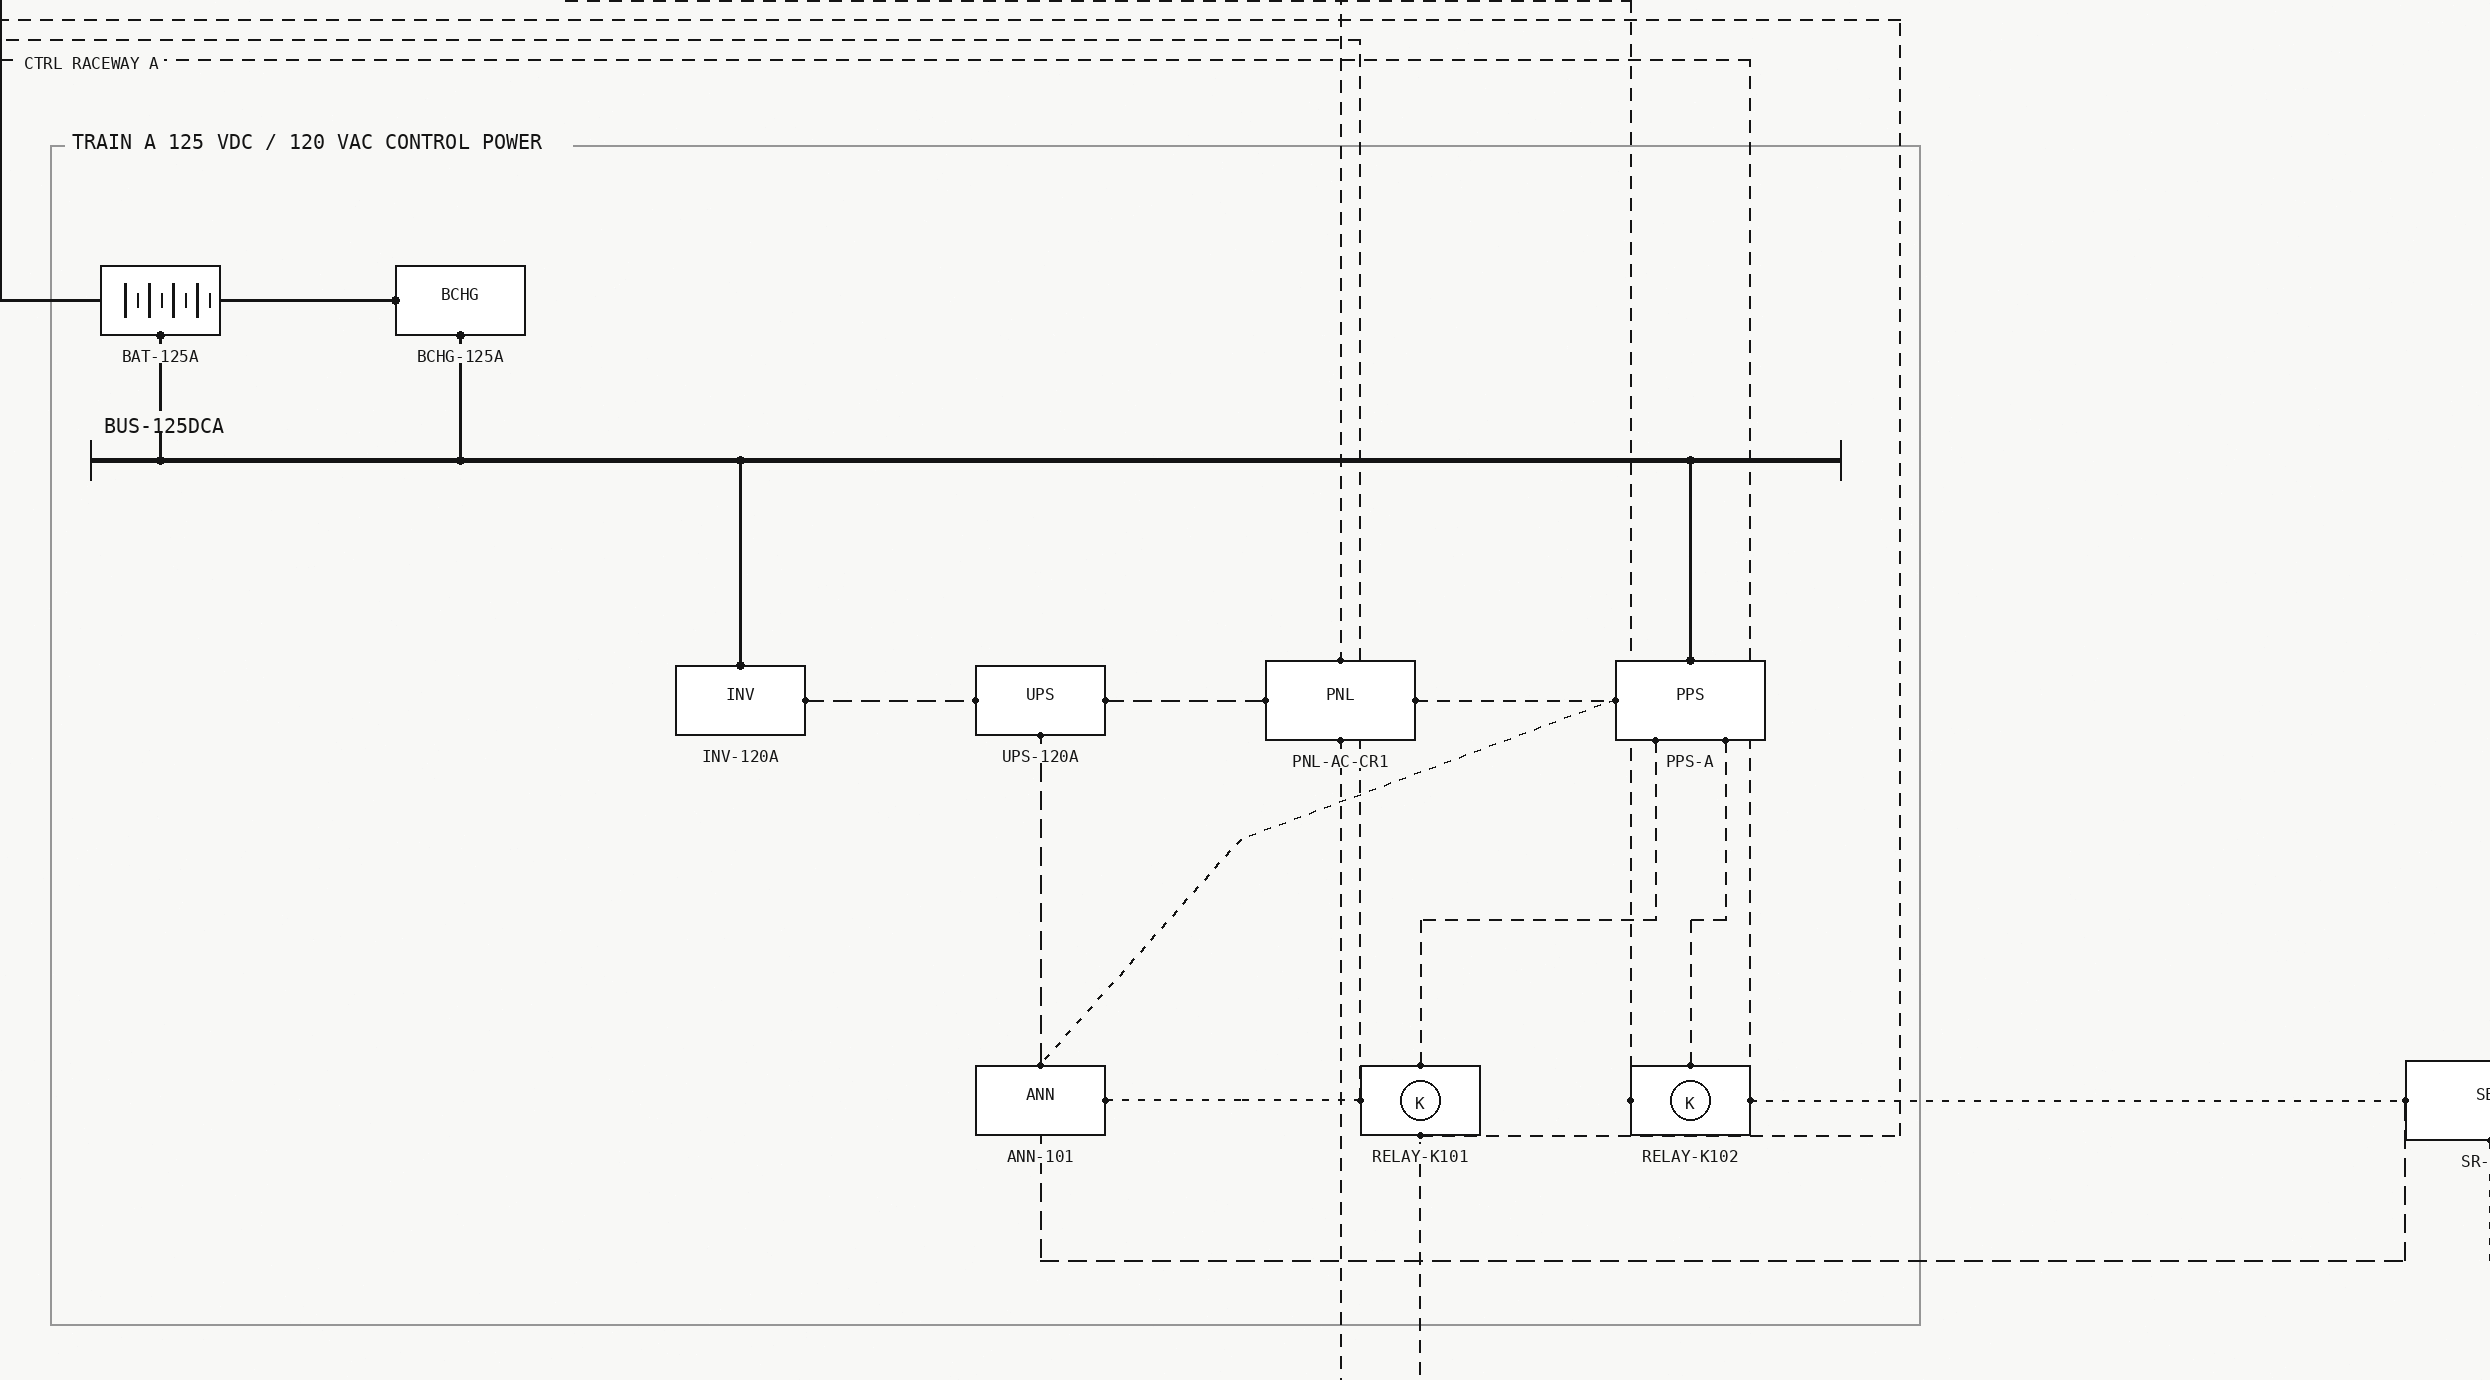 CTRL RACEWAY A
TRAIN A 125 VDC / 120 VAC CONTROL POWER
BCHG
BAT-125A
BCHG-125A
BUS-125DCA
INV
UPS
PNL
PPS
INV-120A
UPS-120A
PNL-AC-CR1
PPS-A
ANN
K
K
ANN-101
RELAY-K101
RELAY-K102
SR-